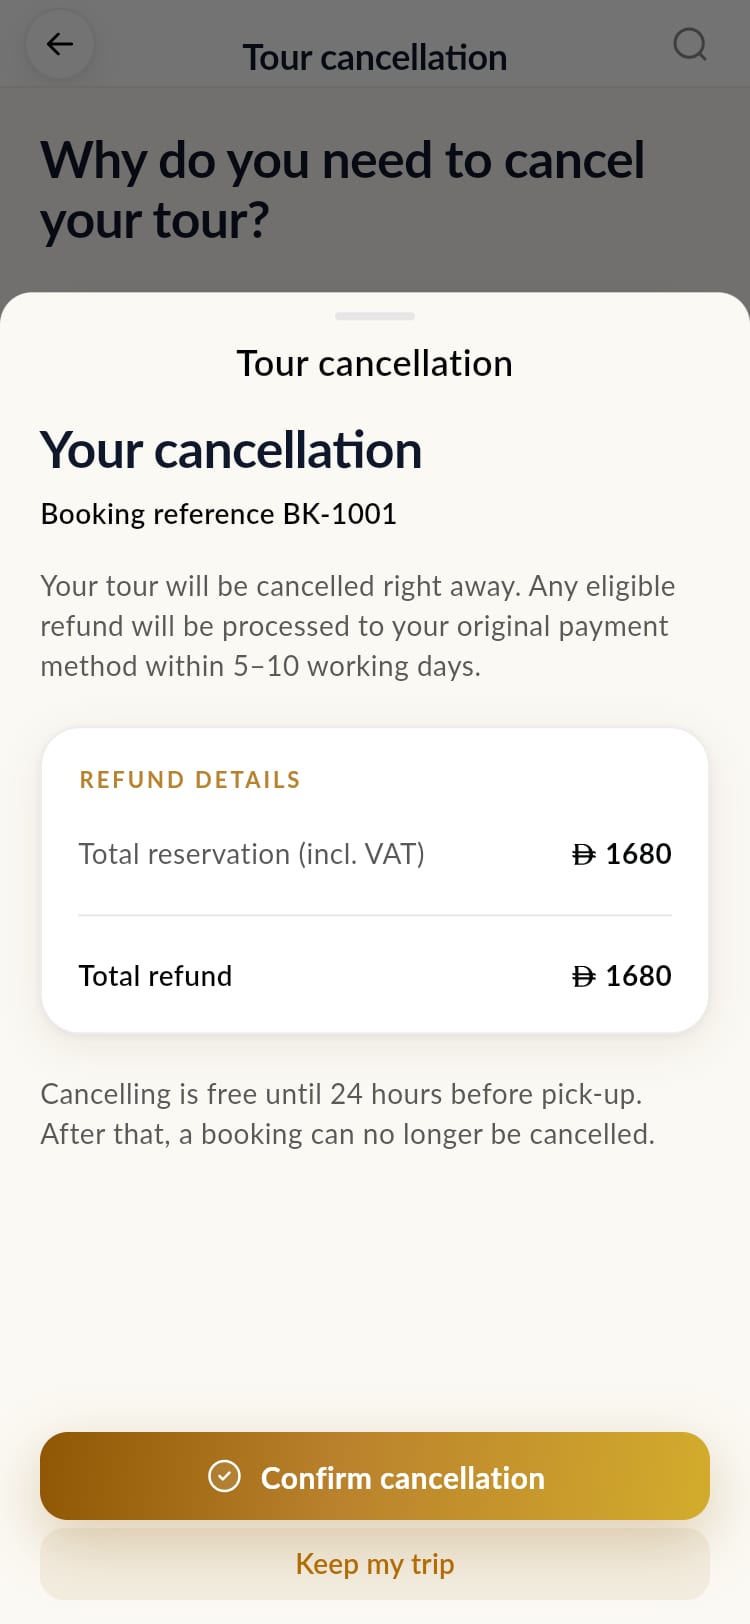 Tour cancellation
Why do you need to cancel
your tour?
Tour cancellation
Your cancellation
Booking reference BK-1001
Your tour will be cancelled right away. Any eligible
refund will be processed to your original payment
method within 5–10 working days.
REFUND DETAILS
Total reservation (incl. VAT) 1680
Total refund 1680
Cancelling is free until 24 hours before pick-up.
After that, a booking can no longer be cancelled.
Confirm cancellation
Keep my trip